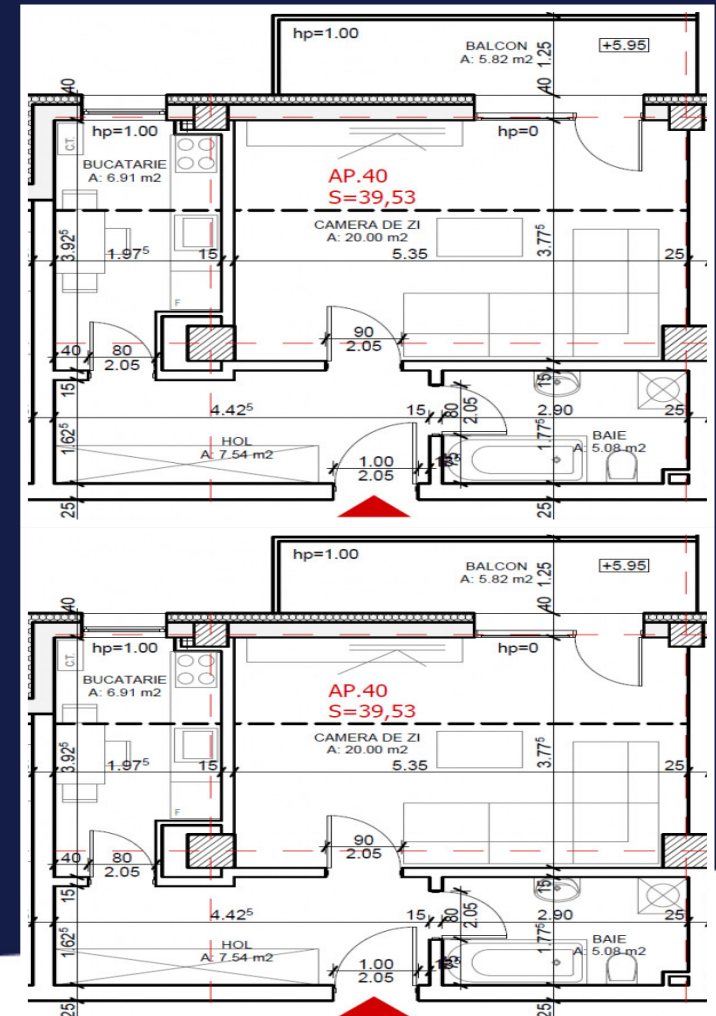 hp=1.00
BALCON
A: 5.82 m2
1.25
+5.95
40
40
hp=1.00
hp=0
C.T.
BUCATARIE
A: 6.91 m2
AP.40
S=39,53
CAMERA DE ZI
A: 20.00 m2
3.92⁵
1.97⁵
15
5.35
3.77⁵
25
F
40
80
2.05
90
2.05
15
15
4.42⁵
15
80
2.05
2.90
25
1.62⁵
HOL
A: 7.54 m2
1.00
2.05
1.77⁵
BAIE
A: 5.08 m2
25
25
hp=1.00
BALCON
A: 5.82 m2
1.25
+5.95
40
40
hp=1.00
hp=0
C.T.
BUCATARIE
A: 6.91 m2
AP.40
S=39,53
CAMERA DE ZI
A: 20.00 m2
3.92⁵
1.97⁵
15
5.35
3.77⁵
25
F
40
80
2.05
90
2.05
15
15
4.42⁵
15
80
2.05
2.90
25
1.62⁵
HOL
A: 7.54 m2
1.00
2.05
1.77⁵
BAIE
A: 5.08 m2
25
25